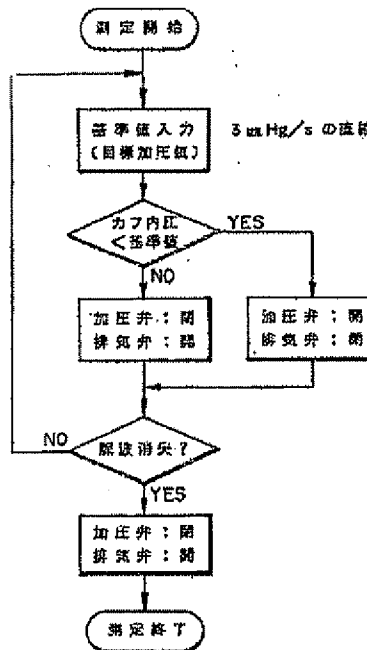 測定開始
基準値入力
(目標加圧値)
3 mmHg/s の直
カフ内圧
<基準値
YES
NO
加圧弁:
排気弁:
加圧弁:
排気弁:
脈波消失?
NO
YES
加圧弁:
排気弁:
測定終了